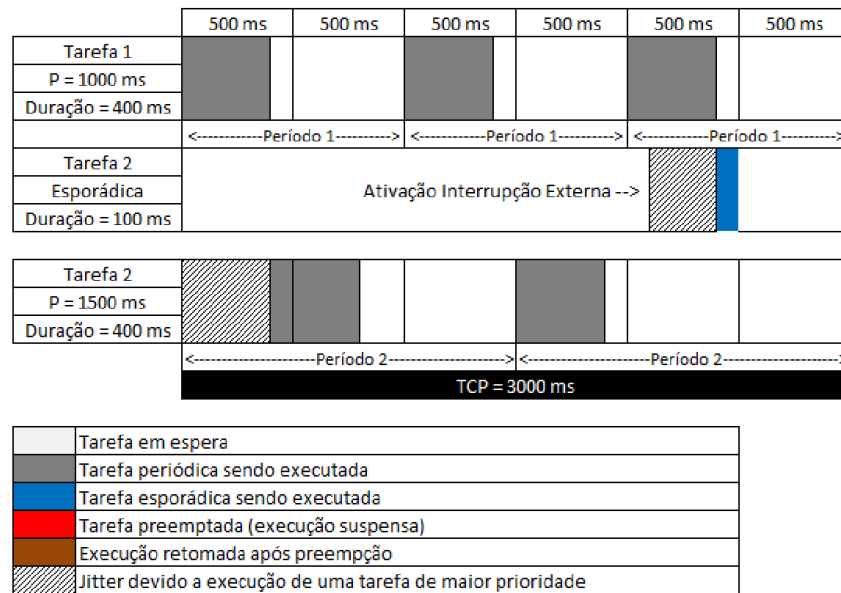 500 ms 500 ms 500 ms 500 ms 500 ms 500 ms
Tarefa 1
P = 1000 ms
Duração = 400 ms
<------------Período 1----------> <------------Período 1----------> <------------Período 1---------->
Tarefa 2
Esporádica
Duração = 100 ms
Ativação Interrupção Externa -->
Tarefa 2
P = 1500 ms
Duração = 400 ms
<----------------------Período 2---------------------> <----------------------Período 2--------------------->
TCP = 3000 ms
Tarefa em espera
Tarefa periódica sendo executada
Tarefa esporádica sendo executada
Tarefa preemptada (execução suspensa)
Execução retomada após preempção
Jitter devido a execução de uma tarefa de maior prioridade